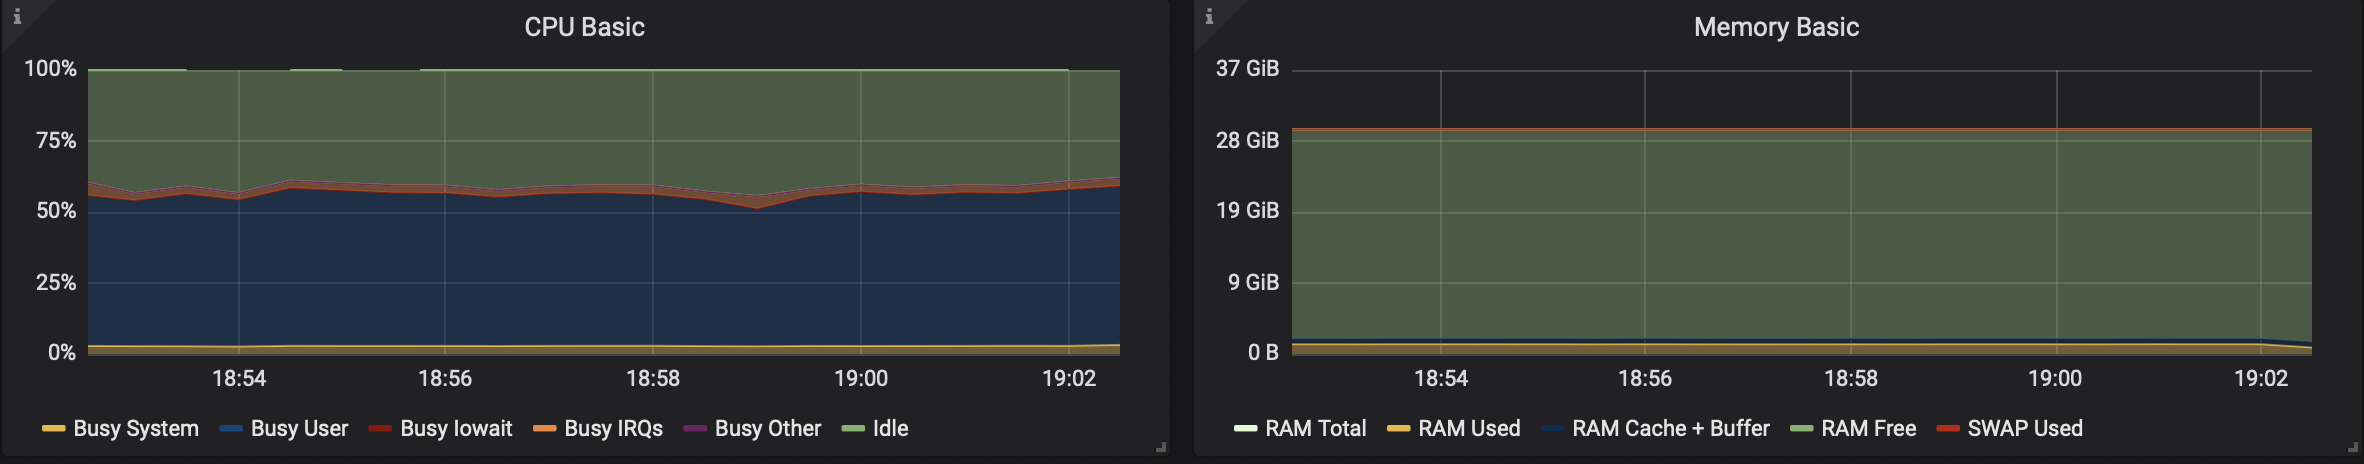 CPU Basic
100%
75%
50%
25%
0%
18:54 18:56 18:58 19:00 19:02
Busy System Busy User Busy Iowait Busy IRQs Busy Other Idle
Memory Basic
37 GiB
28 GiB
19 GiB
9 GiB
0 B
18:54 18:56 18:58 19:00 19:02
RAM Total RAM Used RAM Cache + Buffer RAM Free SWAP Used